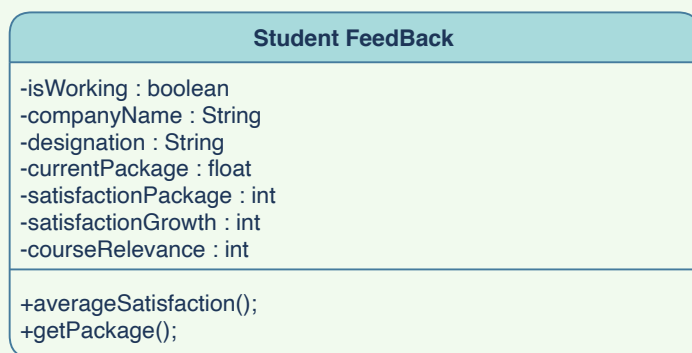 Student FeedBack
-isWorking : boolean
-companyName : String
-designation : String
-currentPackage : float
-satisfactionPackage : int
-satisfactionGrowth : int
-courseRelevance : int
+averageSatisfaction();
+getPackage();